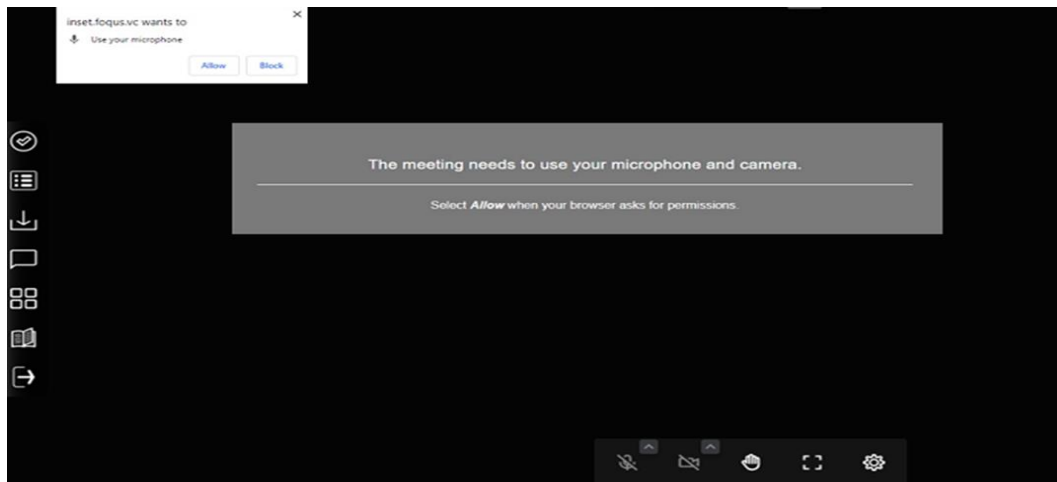 inset.foqus.vc wants to
Use your microphone
Allow Block
The meeting needs to use your microphone and camera.
Select Allow when your browser asks for permissions.